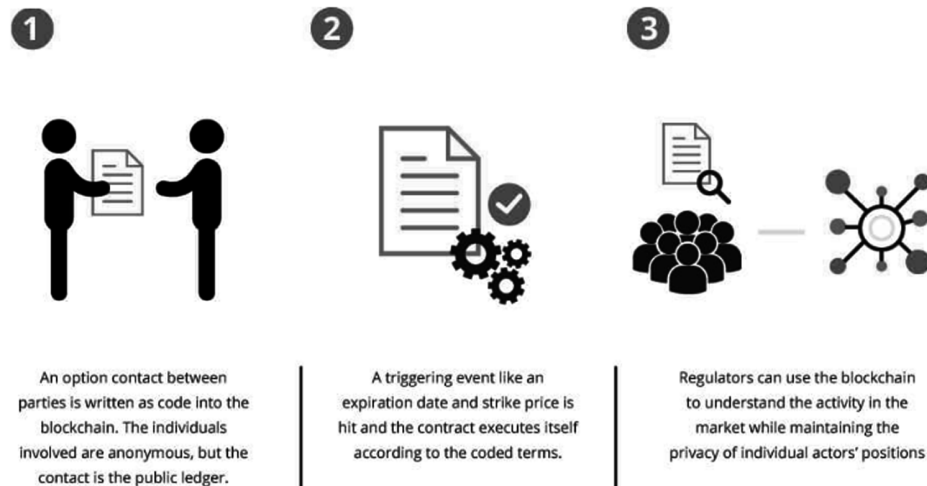 1
An option contact between
parties is written as code into the
blockchain. The individuals
involved are anonymous, but the
contact is the public ledger.
2
A triggering event like an
expiration date and strike price is
hit and the contract executes itself
according to the coded terms.
3
Regulators can use the blockchain
to understand the activity in the
market while maintaining the
privacy of individual actors' positions